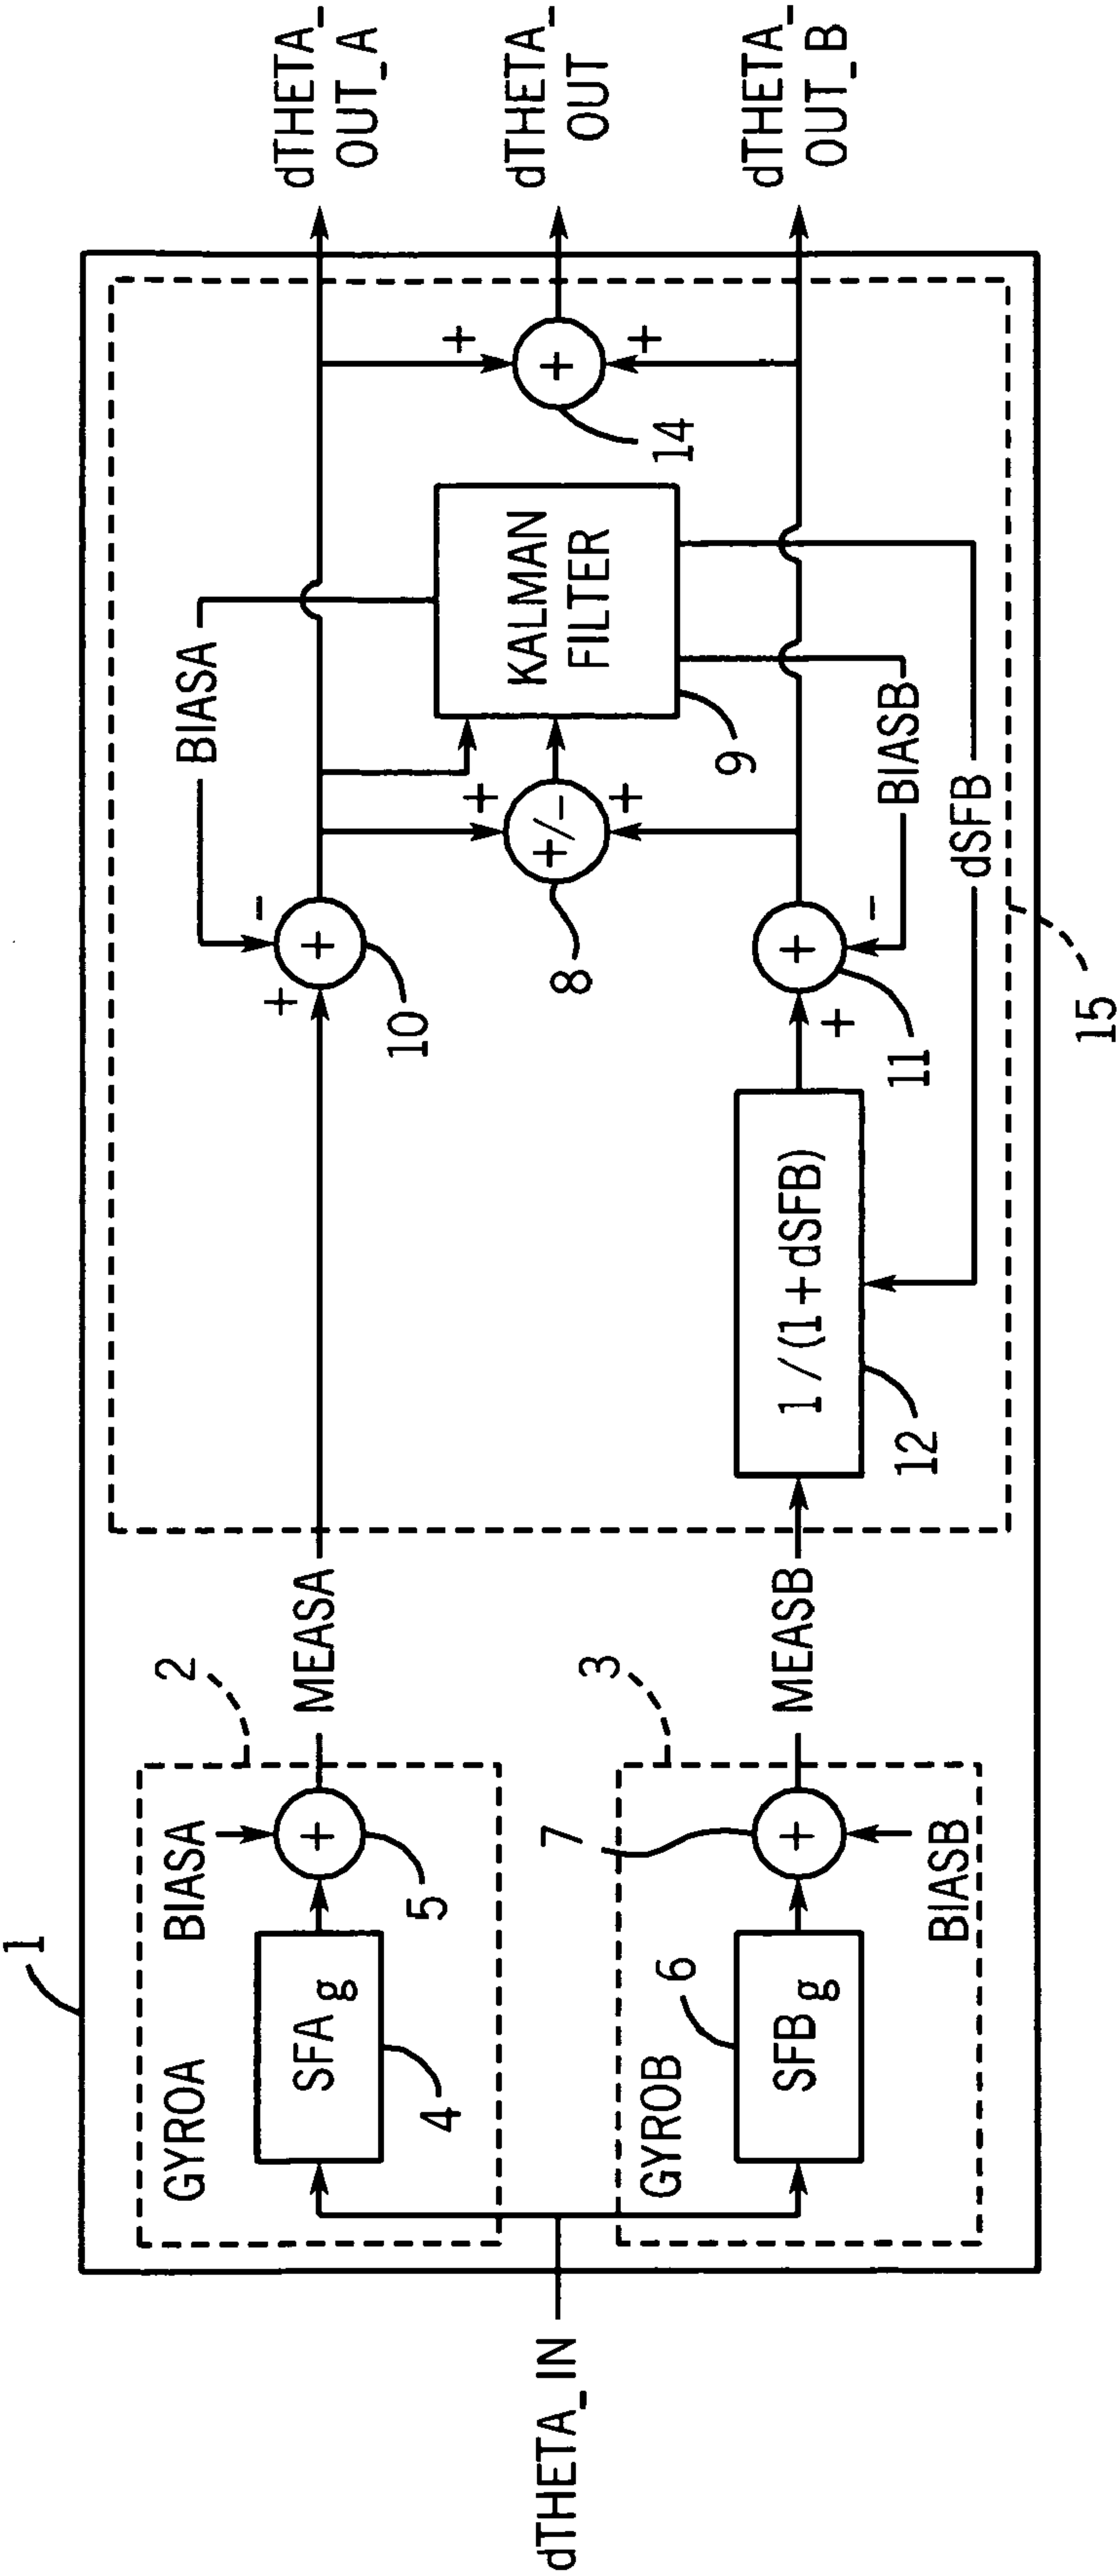 1
dTHETA_IN
GYROA
BIASA
2
SFA g
4
+
5
MEASA
GYROB
6
SFB g
7
+
3
BIASB
MEASB
BIASA
+
-
+
10
1 / (1 + dSFB)
12
+
+
-
11
+
+/-
+
8
KALMAN
FILTER
9
BIASB
dSFB
+
+
+
14
15
dTHETA_
OUT_A
dTHETA_
OUT
dTHETA_
OUT_B